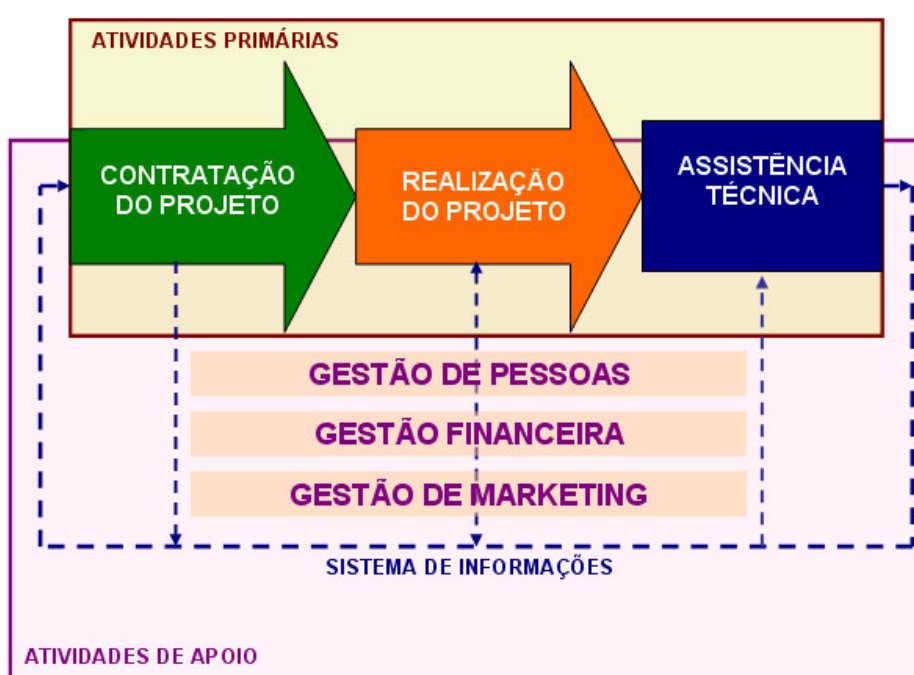 ATIVIDADES PRIMÁRIAS
CONTRATAÇÃO
DO PROJETO
REALIZAÇÃO
DO PROJETO
ASSISTÊNCIA
TÉCNICA
GESTÃO DE PESSOAS
GESTÃO FINANCEIRA
GESTÃO DE MARKETING
SISTEMA DE INFORMAÇÕES
ATIVIDADES DE APOIO